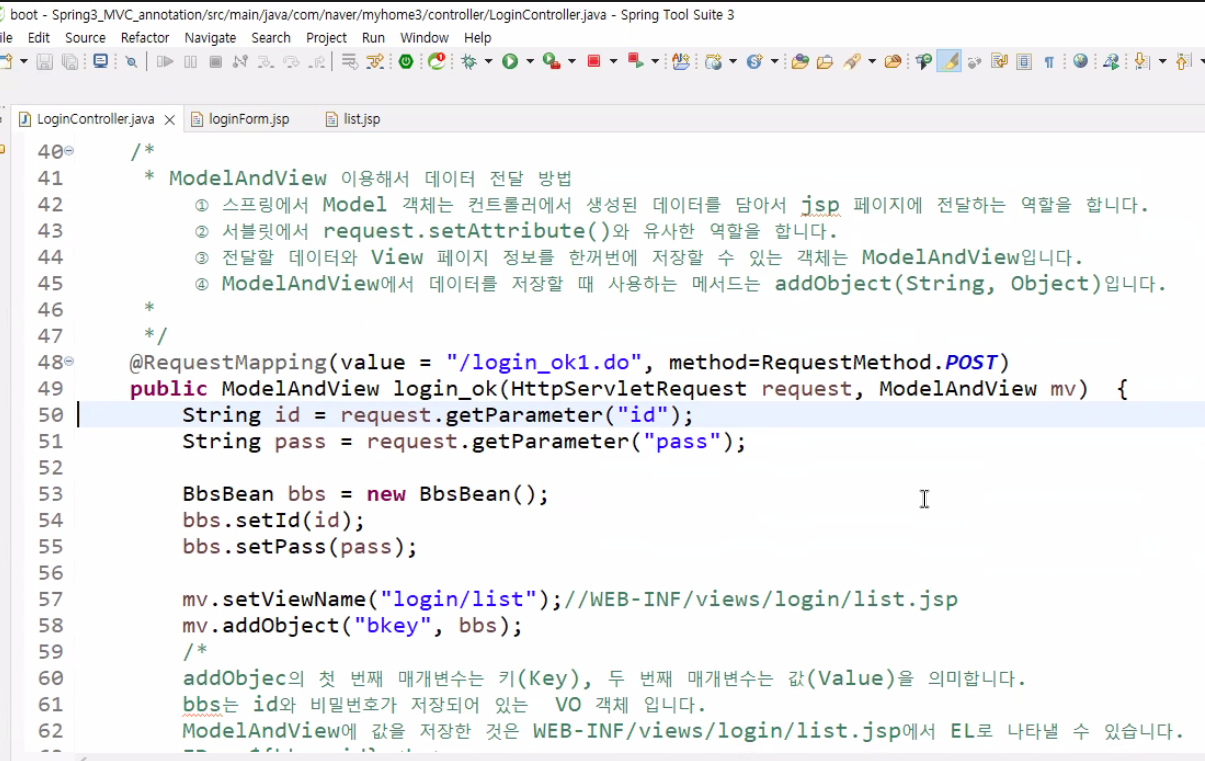 boot - Spring3_MVC_annotation/src/main/java/com/naver/myhome3/controller/LoginController.java - Spring Tool Suite 3
Edit Source Refactor Navigate Search Project Run Window Help
LoginController.java loginForm.jsp list.jsp
40 /*
41 * ModelAndView 이용해서 데이터 전달 방법
42 ① 스프링에서 Model 객체는 컨트롤러에서 생성된 데이터를 담아서 jsp 페이지에 전달하는 역할을 합니다.
43 ② 서블릿에서 request.setAttribute()와 유사한 역할을 합니다.
44 ③ 전달할 데이터와 View 페이지 정보를 한꺼번에 저장할 수 있는 객체는 ModelAndView입니다.
45 ④ ModelAndView에서 데이터를 저장할 때 사용하는 메서드는 addObject(String, Object)입니다.
46 *
47 */
48 @RequestMapping(value = "/login_ok1.do", method=RequestMethod.POST)
49 public ModelAndView login_ok(HttpServletRequest request, ModelAndView mv) {
50 String id = request.getParameter("id");
51 String pass = request.getParameter("pass");
52
53 BbsBean bbs = new BbsBean();
54 bbs.setId(id);
55 bbs.setPass(pass);
56
57 mv.setViewName("login/list");//WEB-INF/views/login/list.jsp
58 mv.addObject("bkey", bbs);
59 /*
60 addObjec의 첫 번째 매개변수는 키(Key), 두 번째 매개변수는 값(Value)을 의미합니다.
61 bbs는 id와 비밀번호가 저장되어 있는 VO 객체 입니다.
62 ModelAndView에 값을 저장한 것은 WEB-INF/views/login/list.jsp에서 EL로 나타낼 수 있습니다.